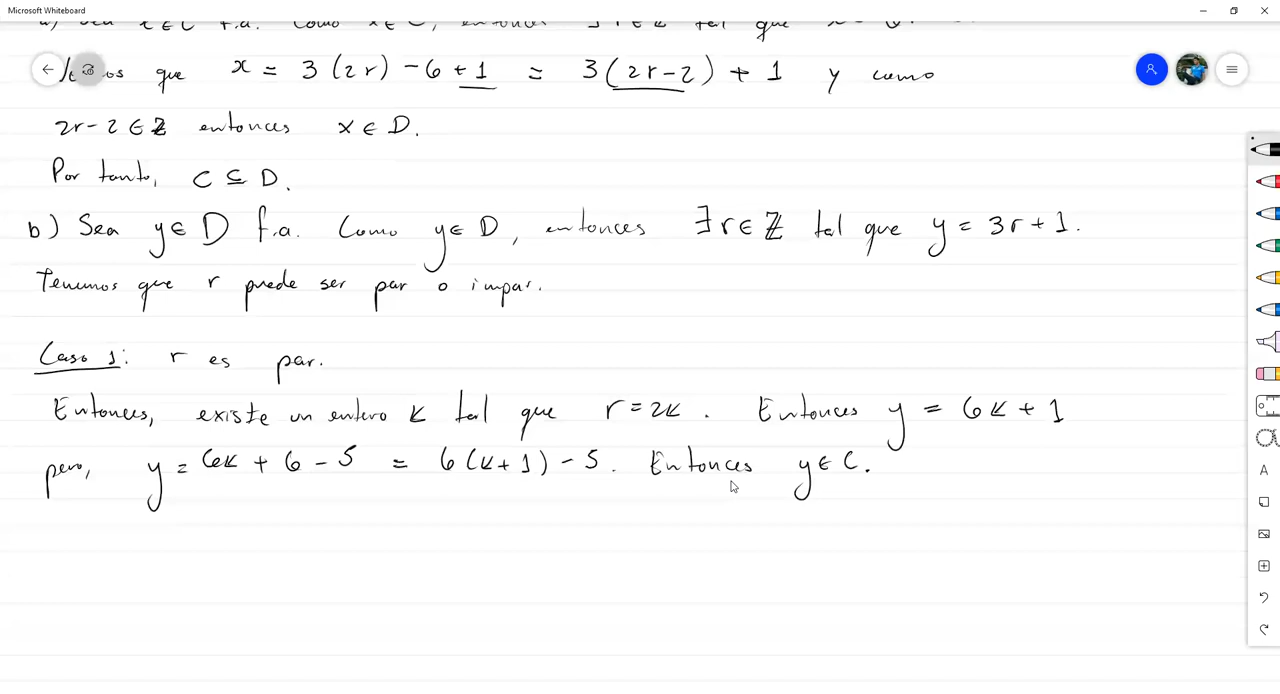 Microsoft Whiteboard
que x = 3(2r) - 6 + 1 = 3(2r-2) + 1 y como
2r-2 ∈ ℤ entonces x ∈ D.
Por tanto, C ⊆ D.
b) Sea y ∈ D f.a. Como y ∈ D, entonces ∃ r ∈ ℤ tal que y = 3r + 1.
Tenemos que r puede ser par o impar.
Caso 1: r es par.
Entonces, existe un entero k tal que r = 2k. Entonces y = 6k + 1
pero, y = 6k + 6 - 5 = 6(k+1) - 5. Entonces y ∈ C.
A